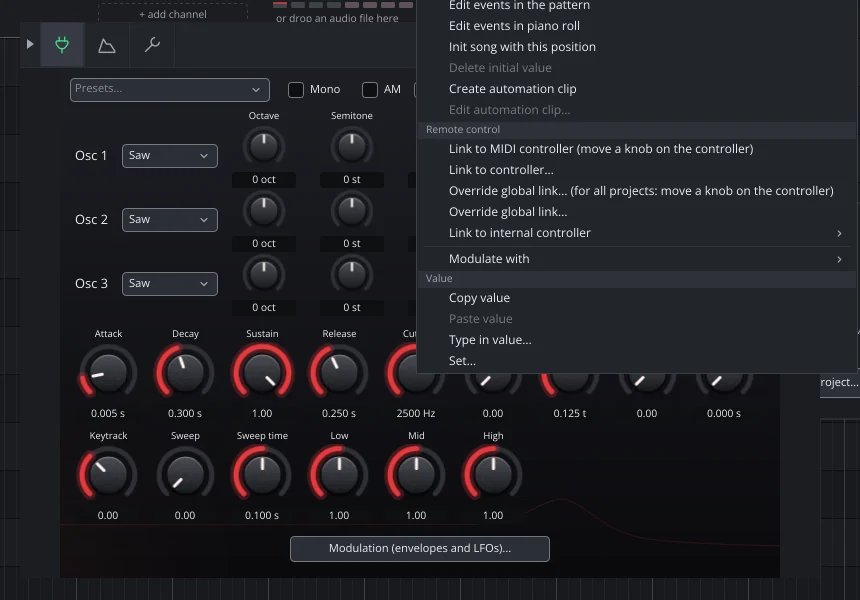 + add channel
or drop an audio file here
Edit events in the pattern
Edit events in piano roll
Init song with this position
Delete initial value
Create automation clip
Edit automation clip...
Remote control
Link to MIDI controller (move a knob on the controller)
Link to controller...
Override global link... (for all projects: move a knob on the controller)
Override global link...
Link to internal controller
Modulate with
Value
Copy value
Paste value
Type in value...
Set...
Presets...
Mono
AM
Octave
Semitone
Osc 1
Saw
0 oct
0 st
Osc 2
Saw
0 oct
0 st
Osc 3
Saw
0 oct
0 st
Attack
Decay
Sustain
Release
0.005 s
0.300 s
1.00
0.250 s
2500 Hz
0.00
0.125 t
0.00
0.000 s
Keytrack
Sweep
Sweep time
Low
Mid
High
0.00
0.00
0.100 s
1.00
1.00
1.00
Modulation (envelopes and LFOs)...